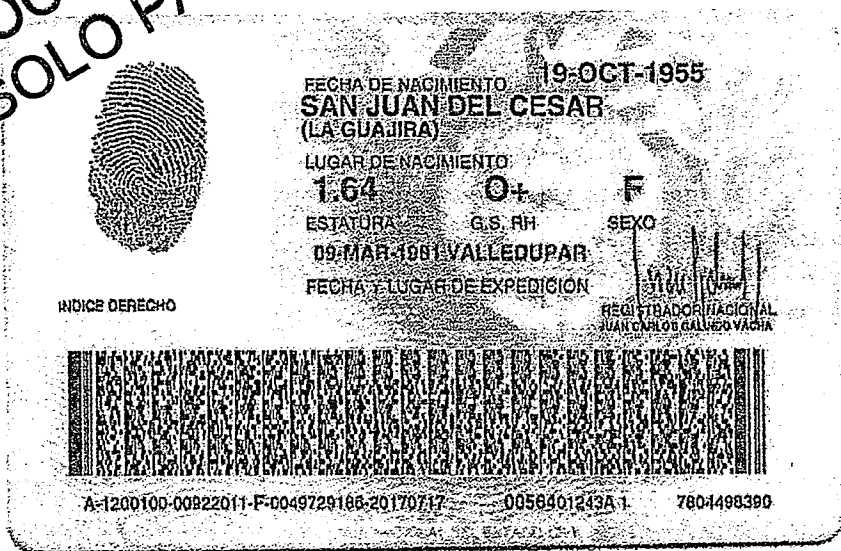 SOLO
FECHA DE NACIMIENTO 19-OCT-1955
SAN JUAN DEL CESAR
(LA GUAJIRA)
LUGAR DE NACIMIENTO
1.64 O+ F
ESTATURA G.S. RH SEXO
09-MAR-1981 VALLEDUPAR
FECHA Y LUGAR DE EXPEDICION
INDICE DERECHO
REGISTRADOR NACIONAL
JUAN CARLOS GALINDO VACHA
A-1200100-00922011-F-0049729186-20170717 0056401243A 1 7804498390